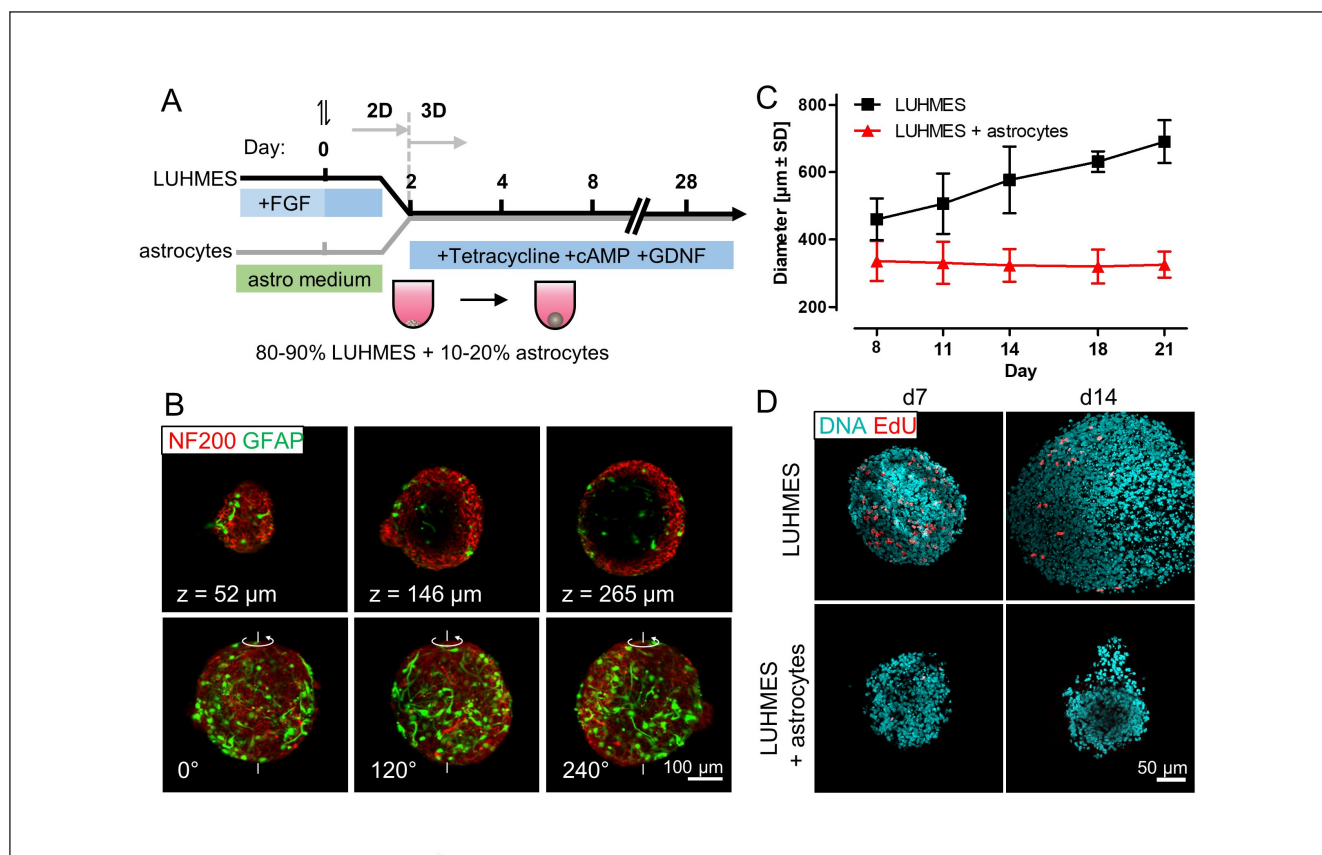 A
2D
3D
Day:
0
LUHMES
2
4
8
28
+FGF
astrocytes
+Tetracycline +cAMP +GDNF
astro medium
80-90% LUHMES + 10-20% astrocytes
B
NF200 GFAP
z = 52 µm
z = 146 µm
z = 265 µm
0°
120°
240°
100 µm
C
LUHMES
LUHMES + astrocytes
Diameter [µm ± SD]
800
600
400
200
8
11
14
18
21
Day
D
d7
d14
DNA EdU
LUHMES
LUHMES
+ astrocytes
50 µm